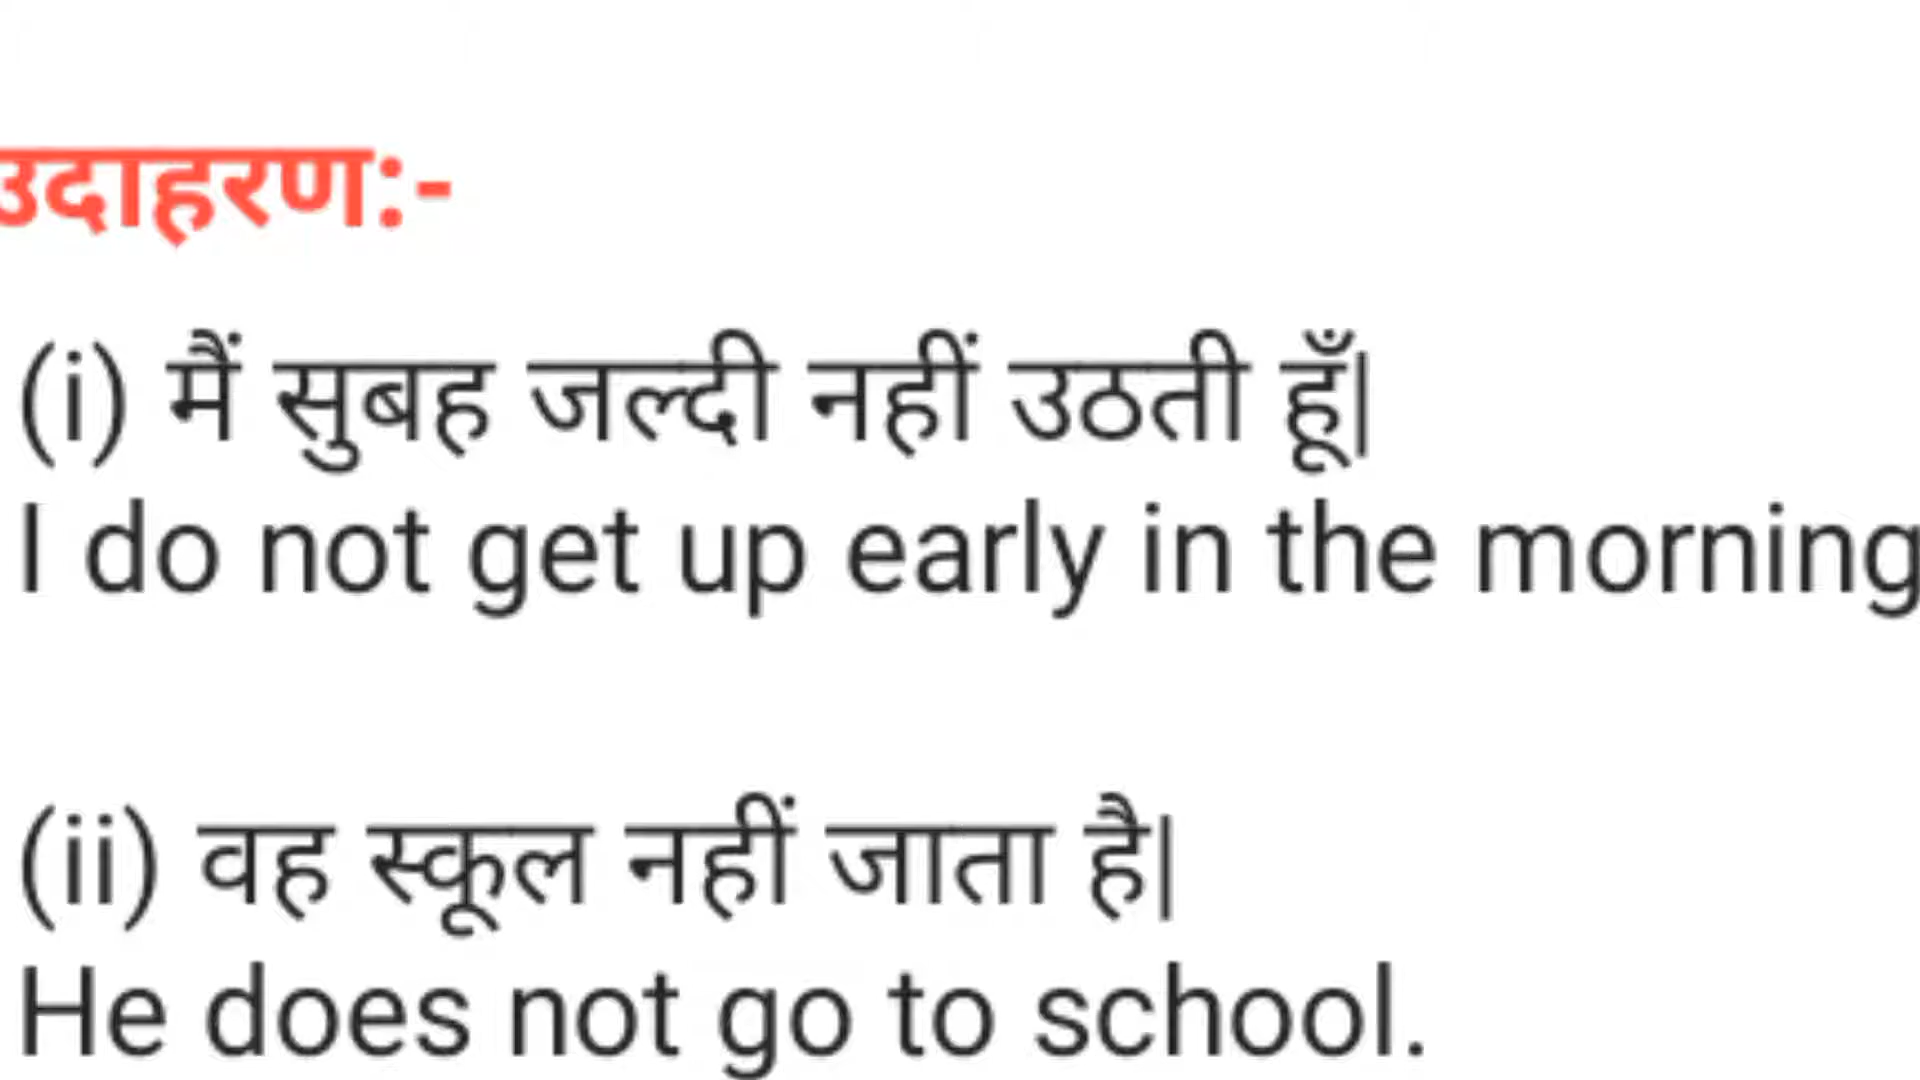 उदाहरण:-
(i) मैं सुबह जल्दी नहीं उठती हूँ|
I do not get up early in the morning
(ii) वह स्कूल नहीं जाता है|
He does not go to school.